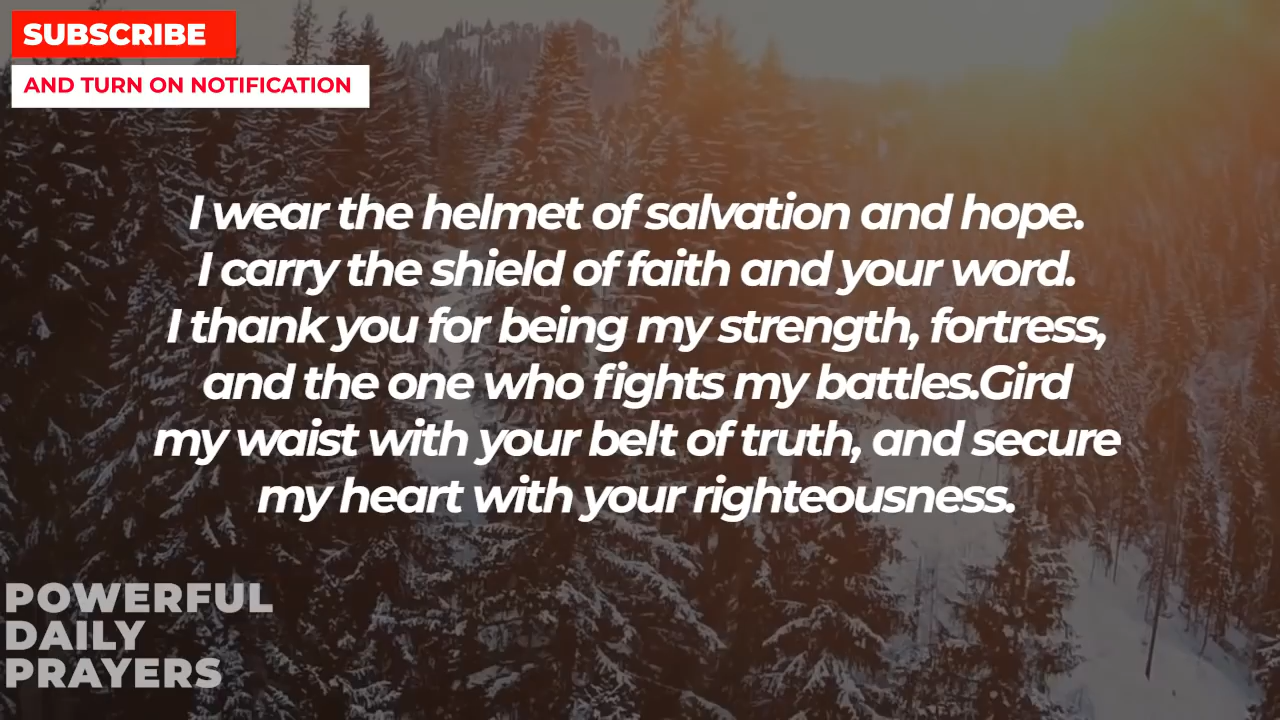 SUBSCRIBE
AND TURN ON NOTIFICATION
I wear the helmet of salvation and hope.
I carry the shield of faith and your word.
I thank you for being my strength, fortress,
and the one who fights my battles.Gird
my waist with your belt of truth, and secure
my heart with your righteousness.
POWERFUL
DAILY
PRAYERS